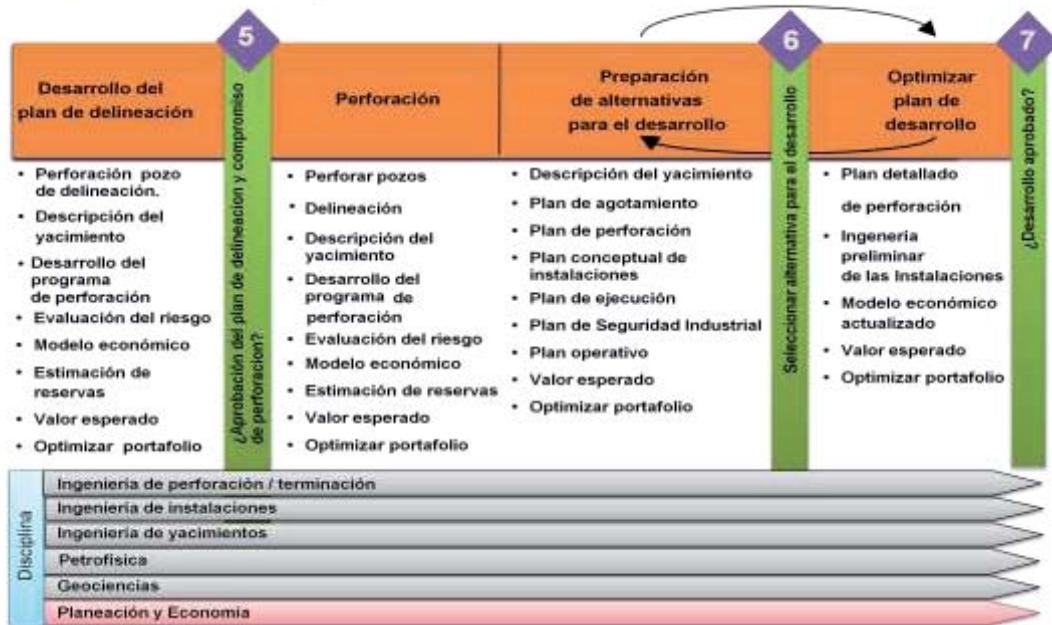 5
6
7
Desarrollo del
plan de delineación
¿Aprobación del plan de delineacion y compromiso
de perforacion?
Perforación
Preparación
de alternativas
para el desarrollo
Seleccionar alternativa para el desarrollo
Optimizar
plan de
desarrollo
¿Desarrollo aprobado?
• Perforación pozo
de delineación.
• Descripción del
yacimiento
• Desarrollo del
programa
de perforación
• Evaluación del riesgo
• Modelo económico
• Estimación de
reservas
• Valor esperado
• Optimizar portafolio
• Perforar pozos
• Delineación
• Descripción del
yacimiento
• Desarrollo del
programa de
perforación
• Evaluación del riesgo
• Modelo económico
• Estimación de reservas
• Valor esperado
• Optimizar portafolio
• Descripción del yacimiento
• Plan de agotamiento
• Plan de perforación
• Plan conceptual de
instalaciones
• Plan de ejecución
• Plan de Seguridad Industrial
• Plan operativo
• Valor esperado
• Optimizar portafolio
• Plan detallado
de perforación
• Ingenería
preliminar
de las Instalaciones
• Modelo económico
actualizado
• Valor esperado
• Optimizar portafolio
Disciplina
Ingeniería de perforación / terminación
Ingeniería de instalaciones
Ingeniería de yacimientos
Petrofísica
Geociencias
Planeación y Economía